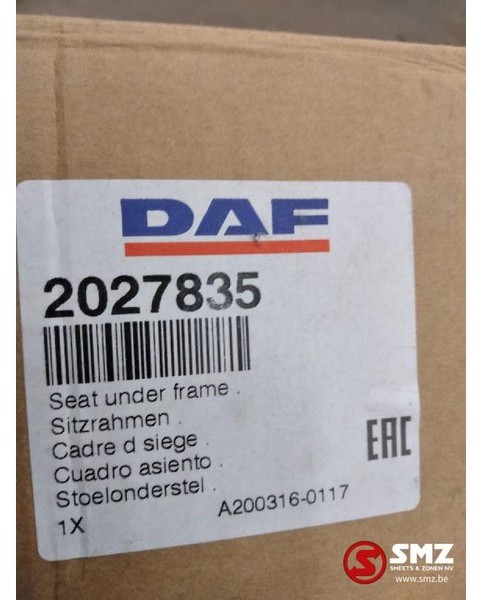 DAF
2027835
Seat under frame .
Sitzrahmen .
Cadre d siege .
Cuadro asiento .
Stoelonderstel .
1X
A200316-0117
EAC
SMZ
SMEETS & ZONEN NV
www.smz.be